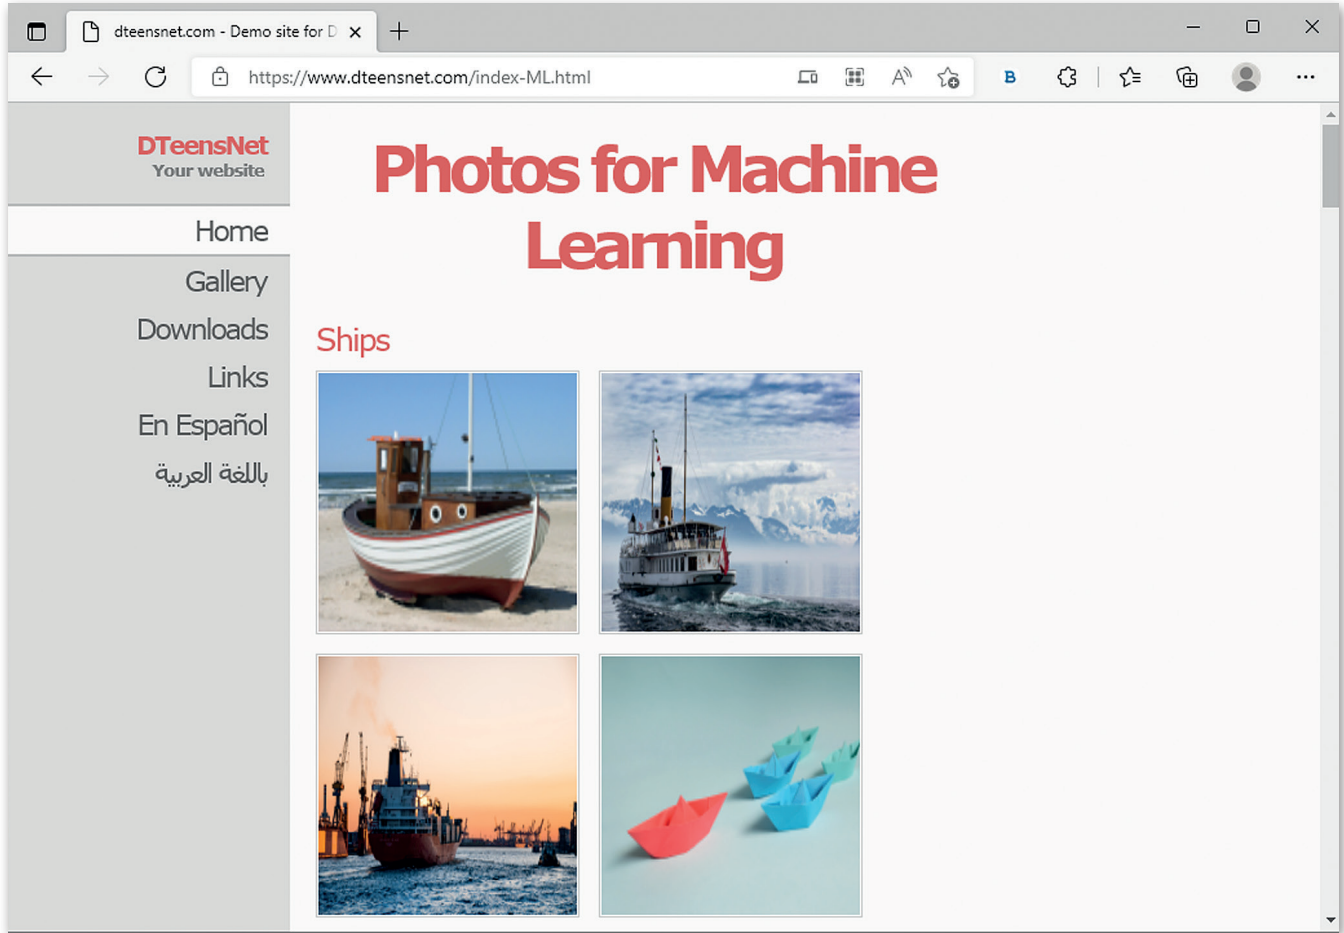 dteensnet.com - Demo site for D
https://www.dteensnet.com/index-ML.html
DTeensNet
Your website
Home
Gallery
Downloads
Links
En Español
باللغة العربية
Photos for Machine
Learning
Ships